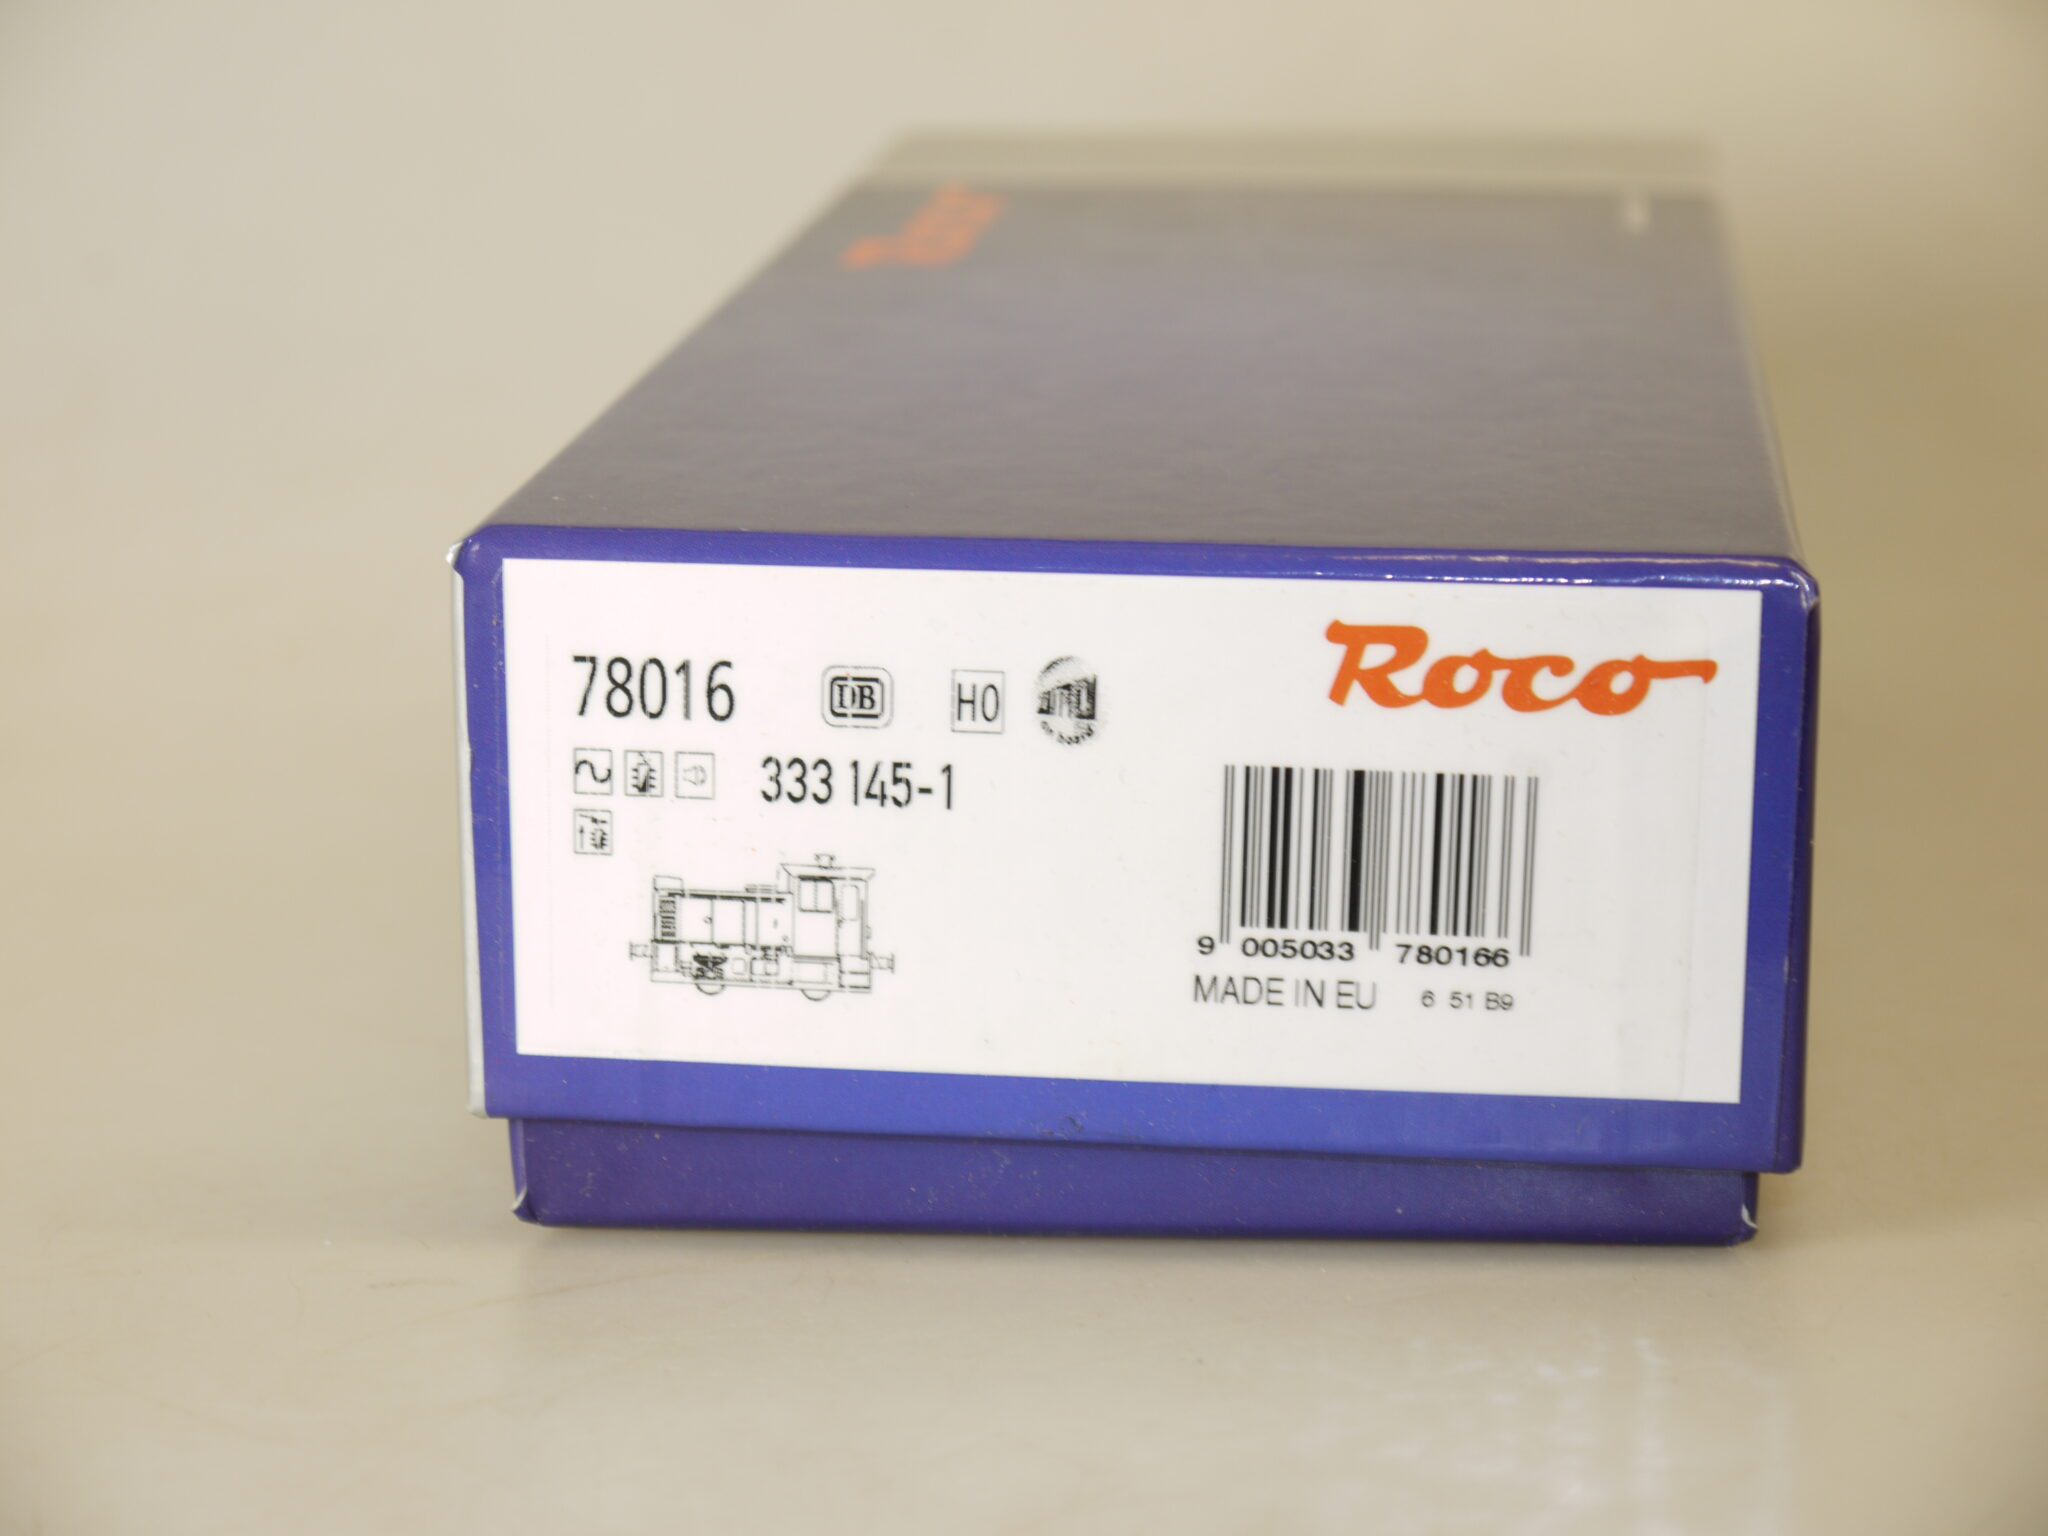 Roco
78016 DB H0
333 145-1
9 005033 780166
MADE IN EU 6 51 B9